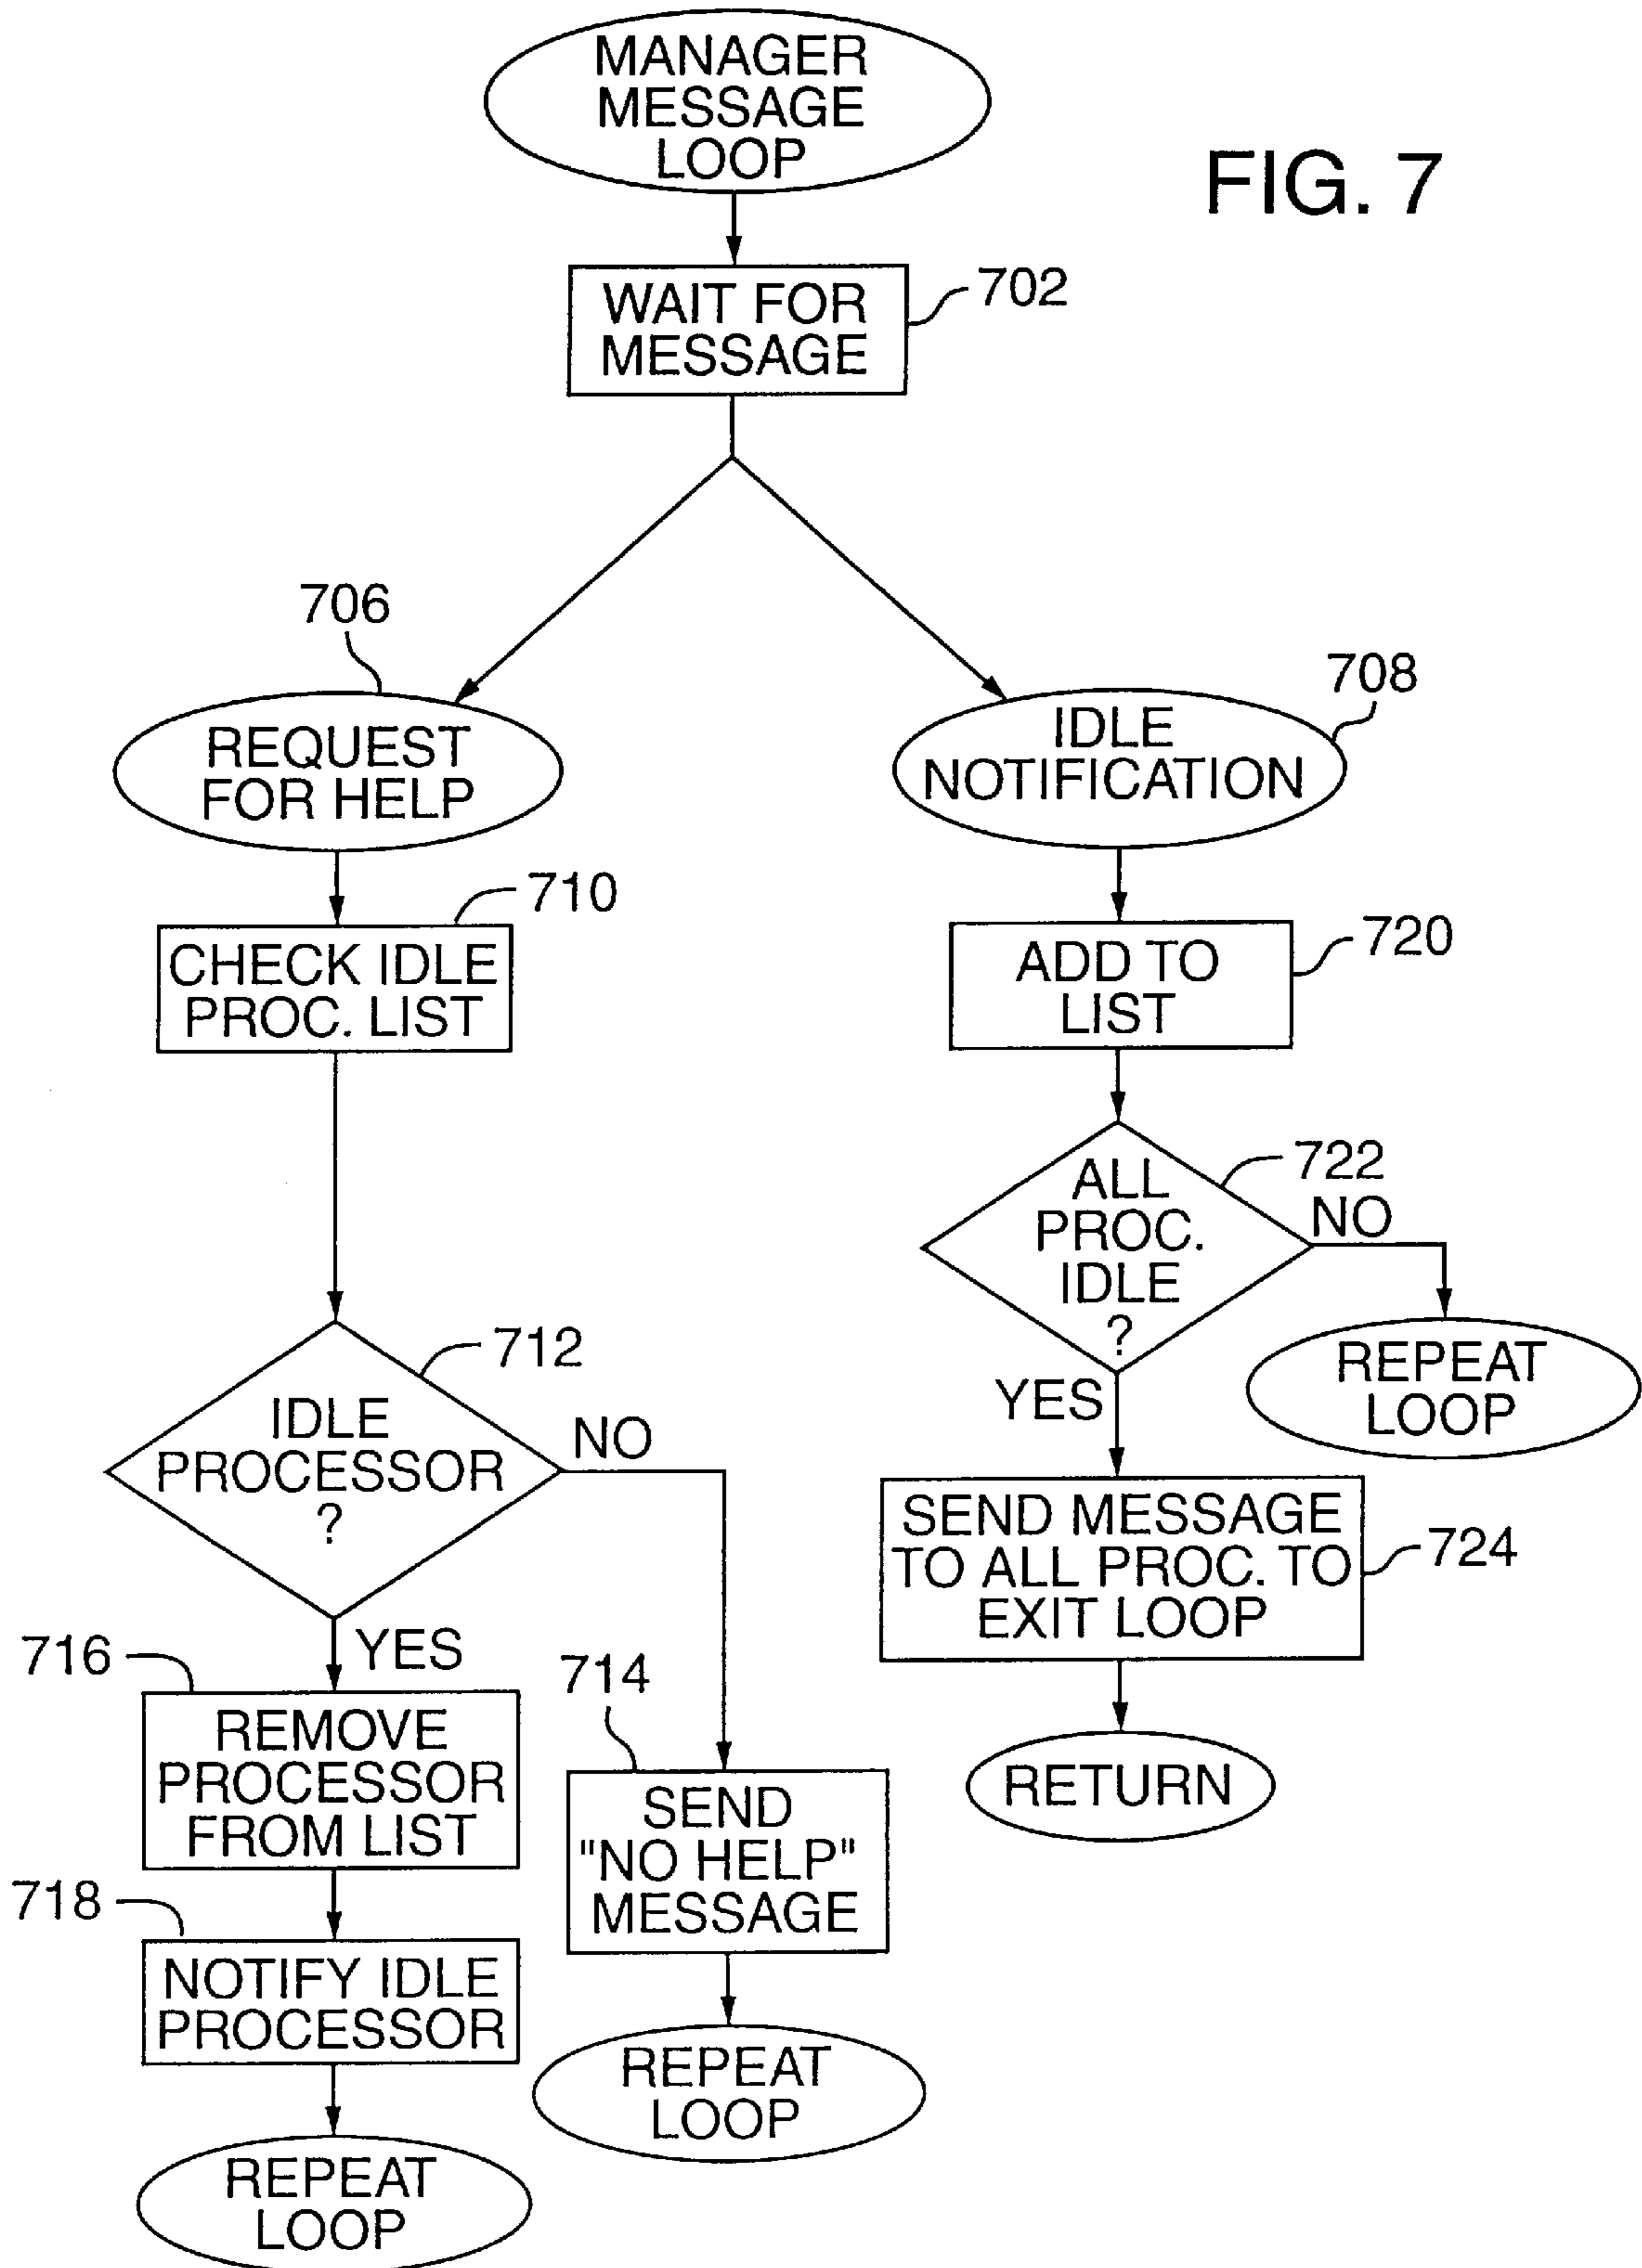 MANAGER
MESSAGE
LOOP
FIG. 7
WAIT FOR
MESSAGE
702
706
REQUEST
FOR HELP
708
IDLE
NOTIFICATION
710
CHECK IDLE
PROC. LIST
720
ADD TO
LIST
722
ALL
PROC.
IDLE
?
NO
YES
REPEAT
LOOP
712
IDLE
PROCESSOR
?
NO
YES
SEND MESSAGE
TO ALL PROC. TO
EXIT LOOP
724
RETURN
716
REMOVE
PROCESSOR
FROM LIST
714
SEND
"NO HELP"
MESSAGE
718
NOTIFY IDLE
PROCESSOR
REPEAT
LOOP
REPEAT
LOOP